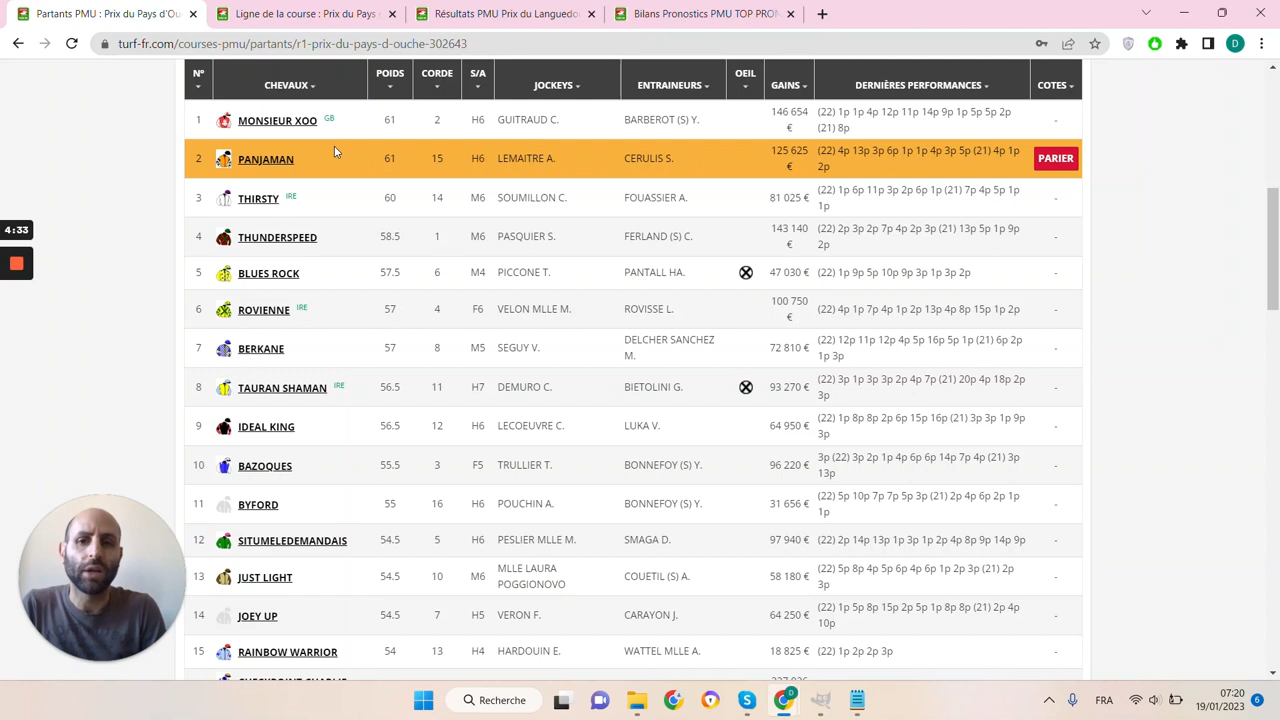 Partants PMU : Prix du Pays d'Ou
Ligne de la course : Prix du Pays
Résultats PMU Prix du Languedo
Bilans Pronostics PMU TOP PRON
turf-fr.com/courses-pmu/partants/r1-prix-du-pays-d-ouche-302643
D
N° CHEVAUX POIDS CORDE S/A JOCKEYS ENTRAINEURS OEIL GAINS DERNIÈRES PERFORMANCES COTES
1 MONSIEUR XOO GB 61 2 H6 GUITRAUD C. BARBEROT (S) Y. 146 654 € (22) 1p 1p 4p 12p 11p 14p 9p 1p 5p 5p 2p (21) 8p -
2 PANJAMAN 61 15 H6 LEMAITRE A. CERULIS S. 125 625 € (22) 4p 13p 3p 6p 1p 1p 4p 3p 5p (21) 4p 1p 2p PARIER
3 THIRSTY IRE 60 14 M6 SOUMILLON C. FOUASSIER A. 81 025 € (22) 1p 6p 11p 3p 2p 6p 1p (21) 7p 4p 5p 1p 1p -
4 THUNDERSPEED 58.5 1 M6 PASQUIER S. FERLAND (S) C. 143 140 € (22) 2p 3p 2p 7p 4p 2p 3p (21) 13p 5p 1p 9p 2p -
5 BLUES ROCK 57.5 6 M4 PICCONE T. PANTALL HA. 47 030 € (22) 1p 9p 5p 10p 9p 3p 1p 3p 2p -
6 ROVIENNE IRE 57 4 F6 VELON MLLE M. ROVISSE L. 100 750 € (22) 4p 1p 7p 4p 1p 2p 13p 4p 8p 15p 1p 2p -
7 BERKANE 57 8 M5 SEGUY V. DELCHER SANCHEZ M. 72 810 € (22) 12p 11p 12p 4p 5p 16p 5p 1p (21) 6p 2p 1p 3p -
8 TAURAN SHAMAN IRE 56.5 11 H7 DEMURO C. BIETOLINI G. 93 270 € (22) 3p 1p 3p 3p 2p 4p 7p (21) 20p 4p 18p 2p 3p -
9 IDEAL KING 56.5 12 H6 LECOEUVRE C. LUKA V. 64 950 € (22) 1p 8p 8p 2p 6p 15p 16p (21) 3p 3p 1p 9p 3p -
10 BAZOQUES 55.5 3 F5 TRULLIER T. BONNEFOY (S) Y. 96 220 € 3p (22) 3p 2p 1p 4p 6p 6p 14p 7p 4p (21) 3p 13p -
11 BYFORD 55 16 H6 POUCHIN A. BONNEFOY (S) Y. 31 656 € (22) 5p 10p 7p 7p 5p 3p (21) 2p 4p 6p 2p 1p 1p -
12 SITUMELEDEMANDAIS 54.5 5 H6 PESLIER MLLE M. SMAGA D. 97 940 € (22) 2p 14p 13p 1p 3p 1p 2p 4p 8p 9p 14p 9p -
13 JUST LIGHT 54.5 10 M6 MLLE LAURA POGGIONOVO COUETIL (S) A. 58 180 € (22) 5p 8p 4p 5p 6p 4p 6p 1p 2p 3p (21) 2p 3p -
14 JOEY UP 54.5 7 H5 VERON F. CARAYON J. 64 250 € (22) 1p 5p 8p 15p 2p 5p 1p 8p 8p (21) 2p 4p 10p -
15 RAINBOW WARRIOR 54 13 H4 HARDOUIN E. WATTEL MLLE A. 18 825 € (22) 1p 2p 2p 3p -
4:33
Recherche
D
FRA
07:20
19/01/2023
6